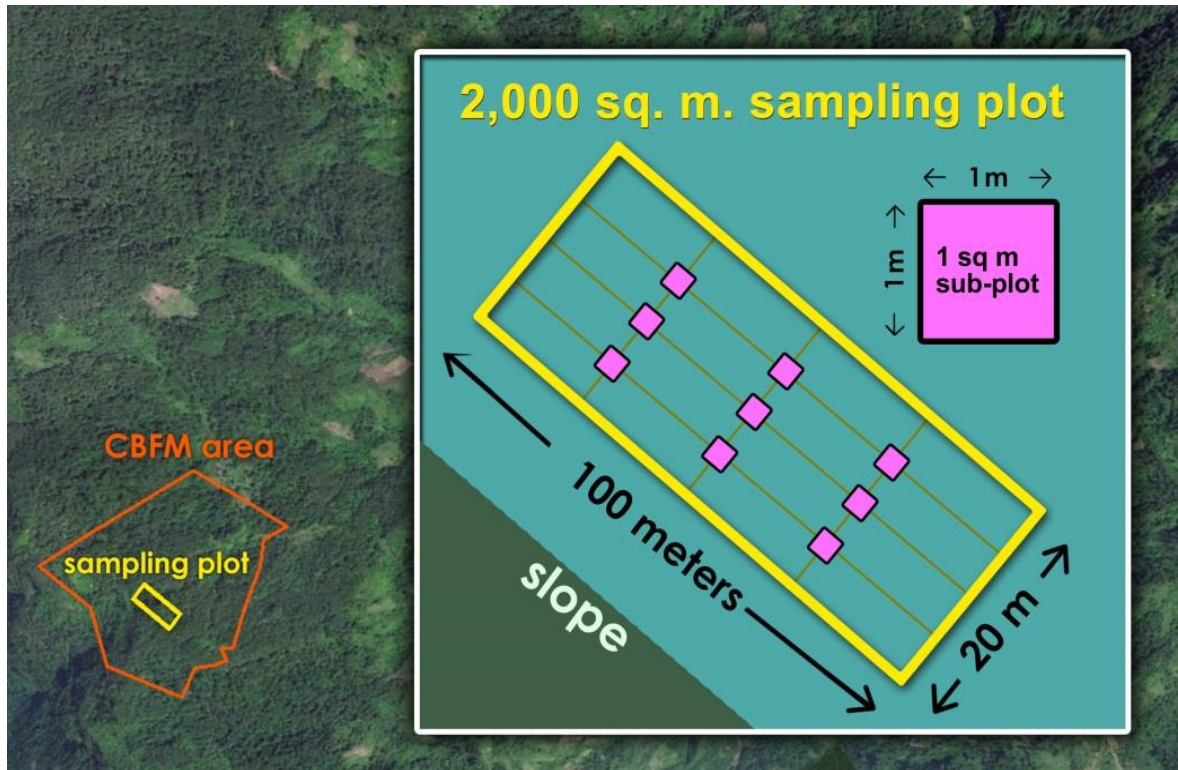 2,000 sq. m. sampling plot
← 1m →
1m
1 sq m
sub-plot
CBFM area
sampling plot
100 meters
20 m
slope